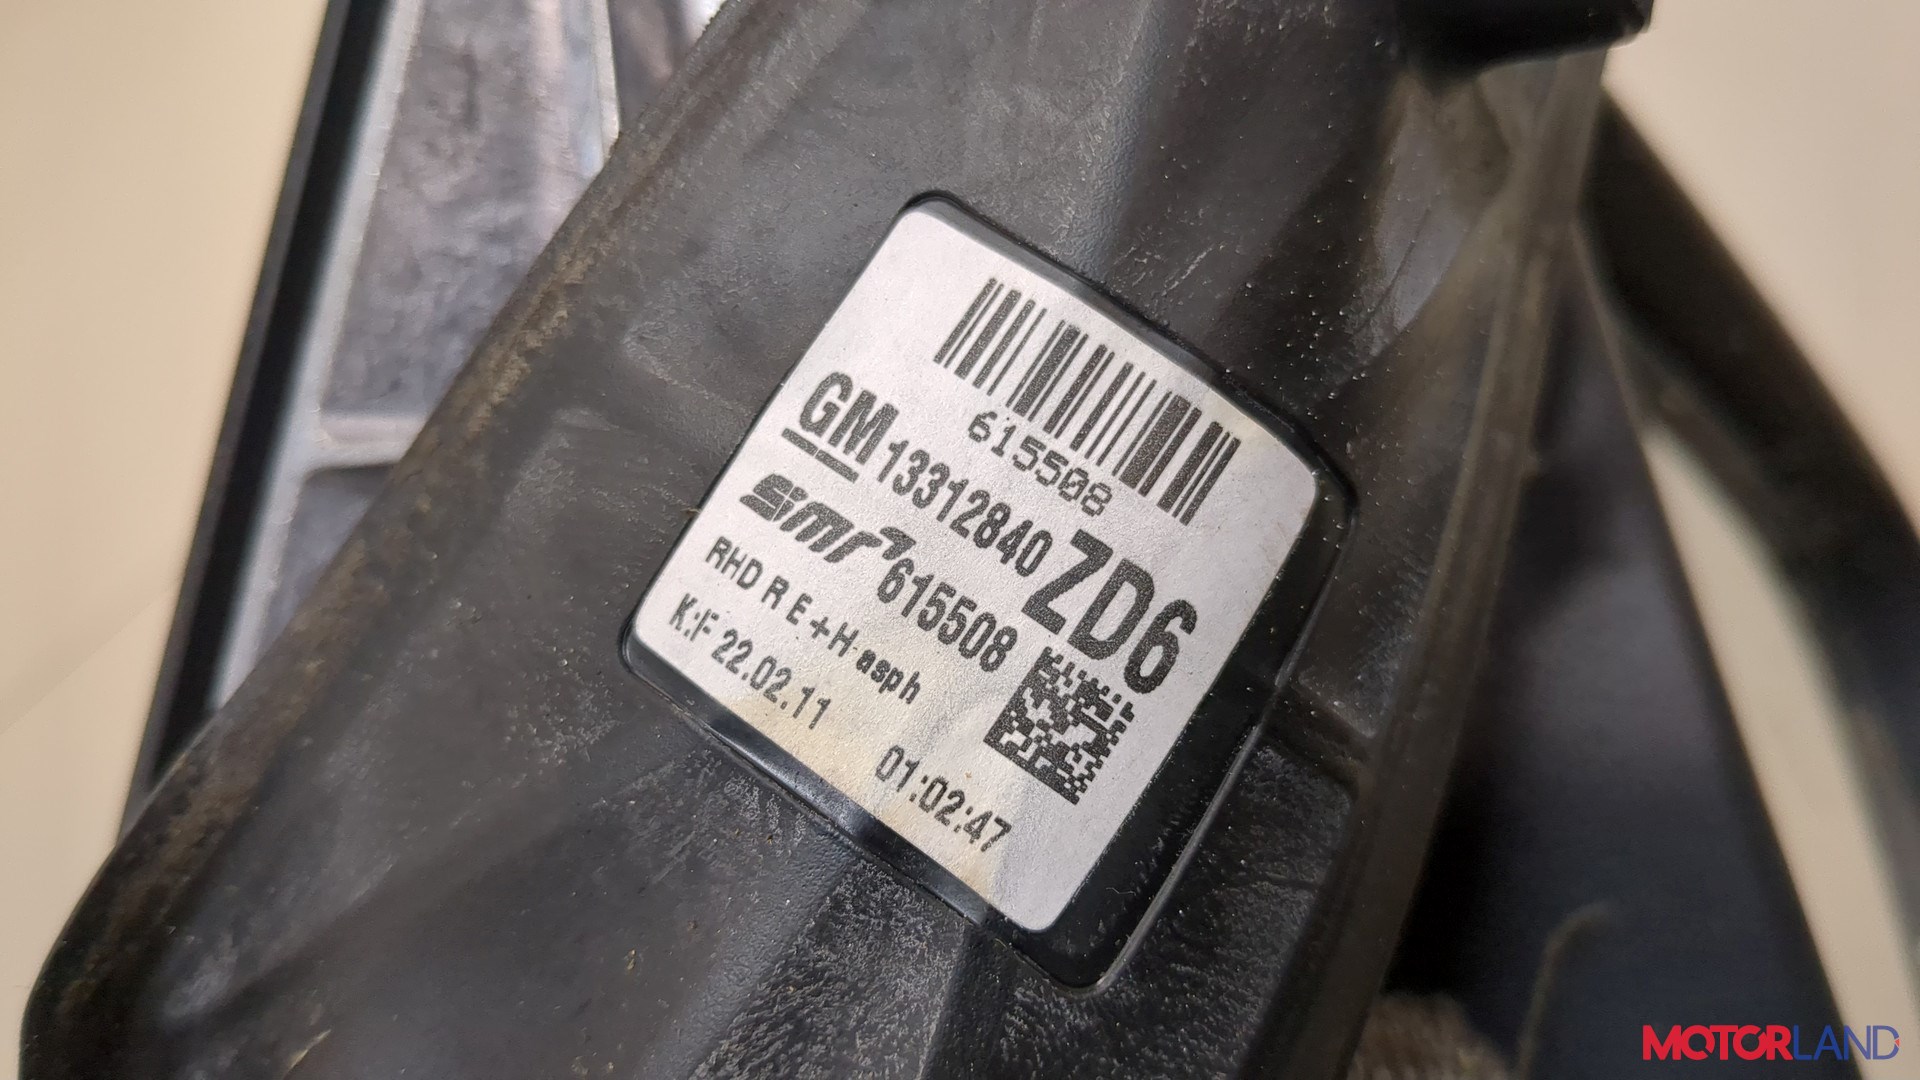 615508
GM 13312840 ZD6
smr 615508
RHD R E+H asph
K:F 22.02.11 01:02:47
MOTORLAND